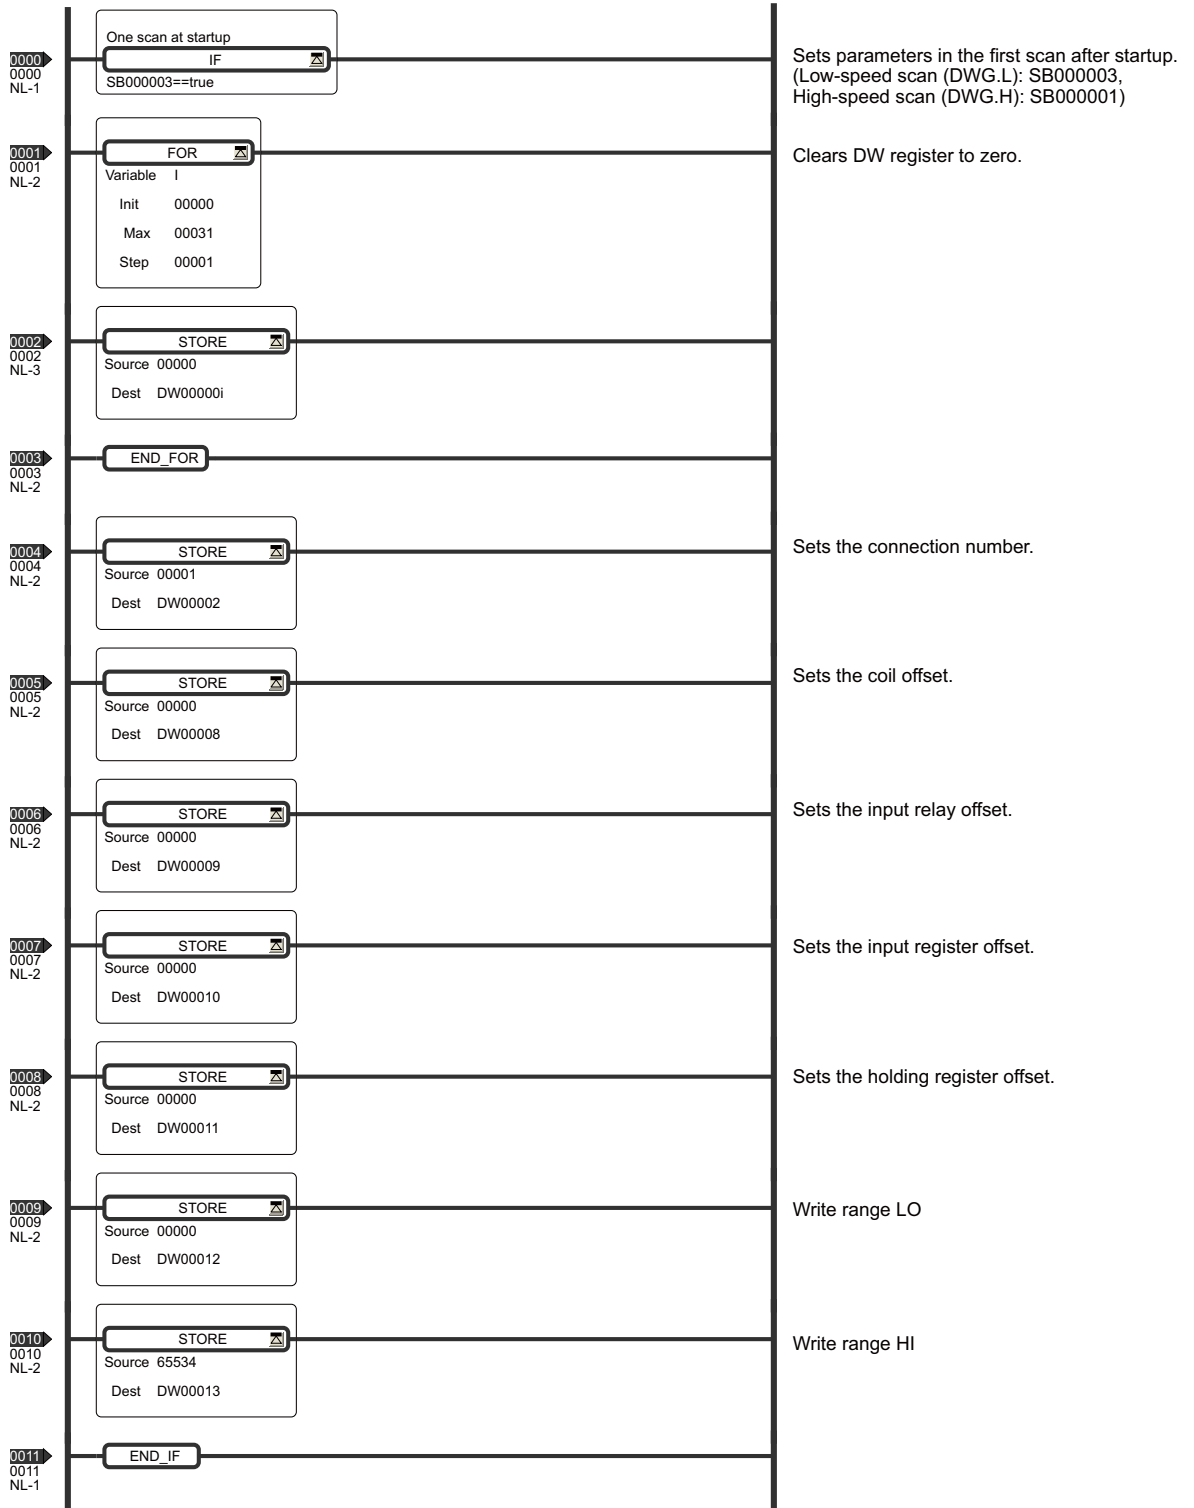 One scan at startup
0000
0000
NL-1
IF
SB000003==true
Sets parameters in the first scan after startup.
(Low-speed scan (DWG.L): SB000003,
High-speed scan (DWG.H): SB000001)
0001
0001
NL-2
FOR
Variable I
Init 00000
Max 00031
Step 00001
Clears DW register to zero.
0002
0002
NL-3
STORE
Source 00000
Dest DW00000i
0003
0003
NL-2
END_FOR
0004
0004
NL-2
STORE
Source 00001
Dest DW00002
Sets the connection number.
0005
0005
NL-2
STORE
Source 00000
Dest DW00008
Sets the coil offset.
0006
0006
NL-2
STORE
Source 00000
Dest DW00009
Sets the input relay offset.
0007
0007
NL-2
STORE
Source 00000
Dest DW00010
Sets the input register offset.
0008
0008
NL-2
STORE
Source 00000
Dest DW00011
Sets the holding register offset.
0009
0009
NL-2
STORE
Source 00000
Dest DW00012
Write range LO
0010
0010
NL-2
STORE
Source 65534
Dest DW00013
Write range HI
0011
0011
NL-1
END_IF